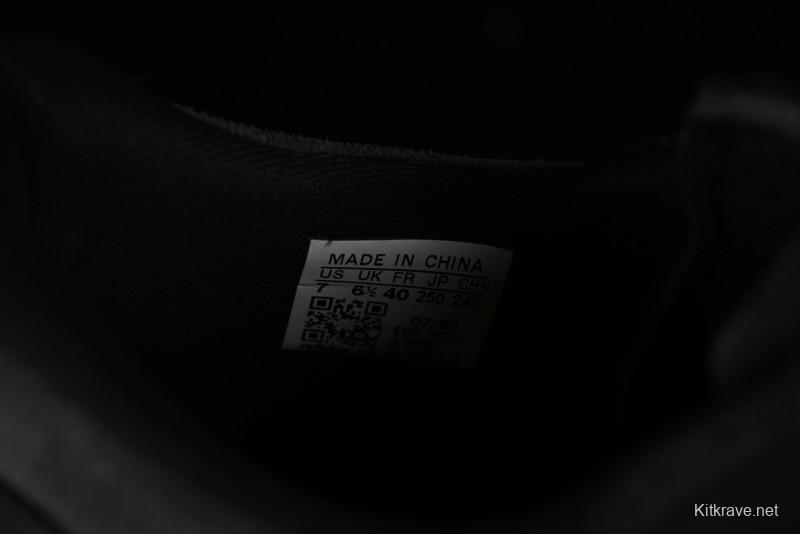 MADE IN CHINA
US UK FR JP CHN
7 6½ 40 250 245
07/23
Kitkrave.net